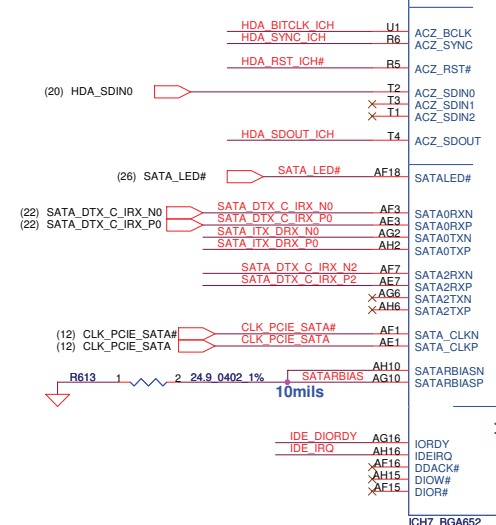 HDA_BITCLK_ICH U1 ACZ_BCLK
HDA_SYNC_ICH R6 ACZ_SYNC
HDA_RST_ICH# R5 ACZ_RST#
(20) HDA_SDIN0 T2 ACZ_SDIN0
T3 ACZ_SDIN1
T1 ACZ_SDIN2
HDA_SDOUT_ICH T4 ACZ_SDOUT
(26) SATA_LED# SATA_LED# AF18 SATALED#
(22) SATA_DTX_C_IRX_N0 SATA_DTX_C_IRX_N0 AF3 SATA0RXN
(22) SATA_DTX_C_IRX_P0 SATA_DTX_C_IRX_P0 AE3 SATA0RXP
SATA_ITX_DRX_N0 AG2 SATA0TXN
SATA_ITX_DRX_P0 AH2 SATA0TXP
SATA_DTX_C_IRX_N2 AF7 SATA2RXN
SATA_DTX_C_IRX_P2 AE7 SATA2RXP
AG6 SATA2TXN
AH6 SATA2TXP
(12) CLK_PCIE_SATA# CLK_PCIE_SATA# AF1 SATA_CLKN
(12) CLK_PCIE_SATA CLK_PCIE_SATA AE1 SATA_CLKP
AH10 SATARBIASN
R613 1 2 24.9_0402_1% SATARBIAS AG10 SATARBIASP
10mils
IDE_DIORDY AG16 IORDY
IDE_IRQ AH16 IDEIRQ
AF16 DDACK#
AH15 DIOW#
AF15 DIOR#
ICH7_BGA652